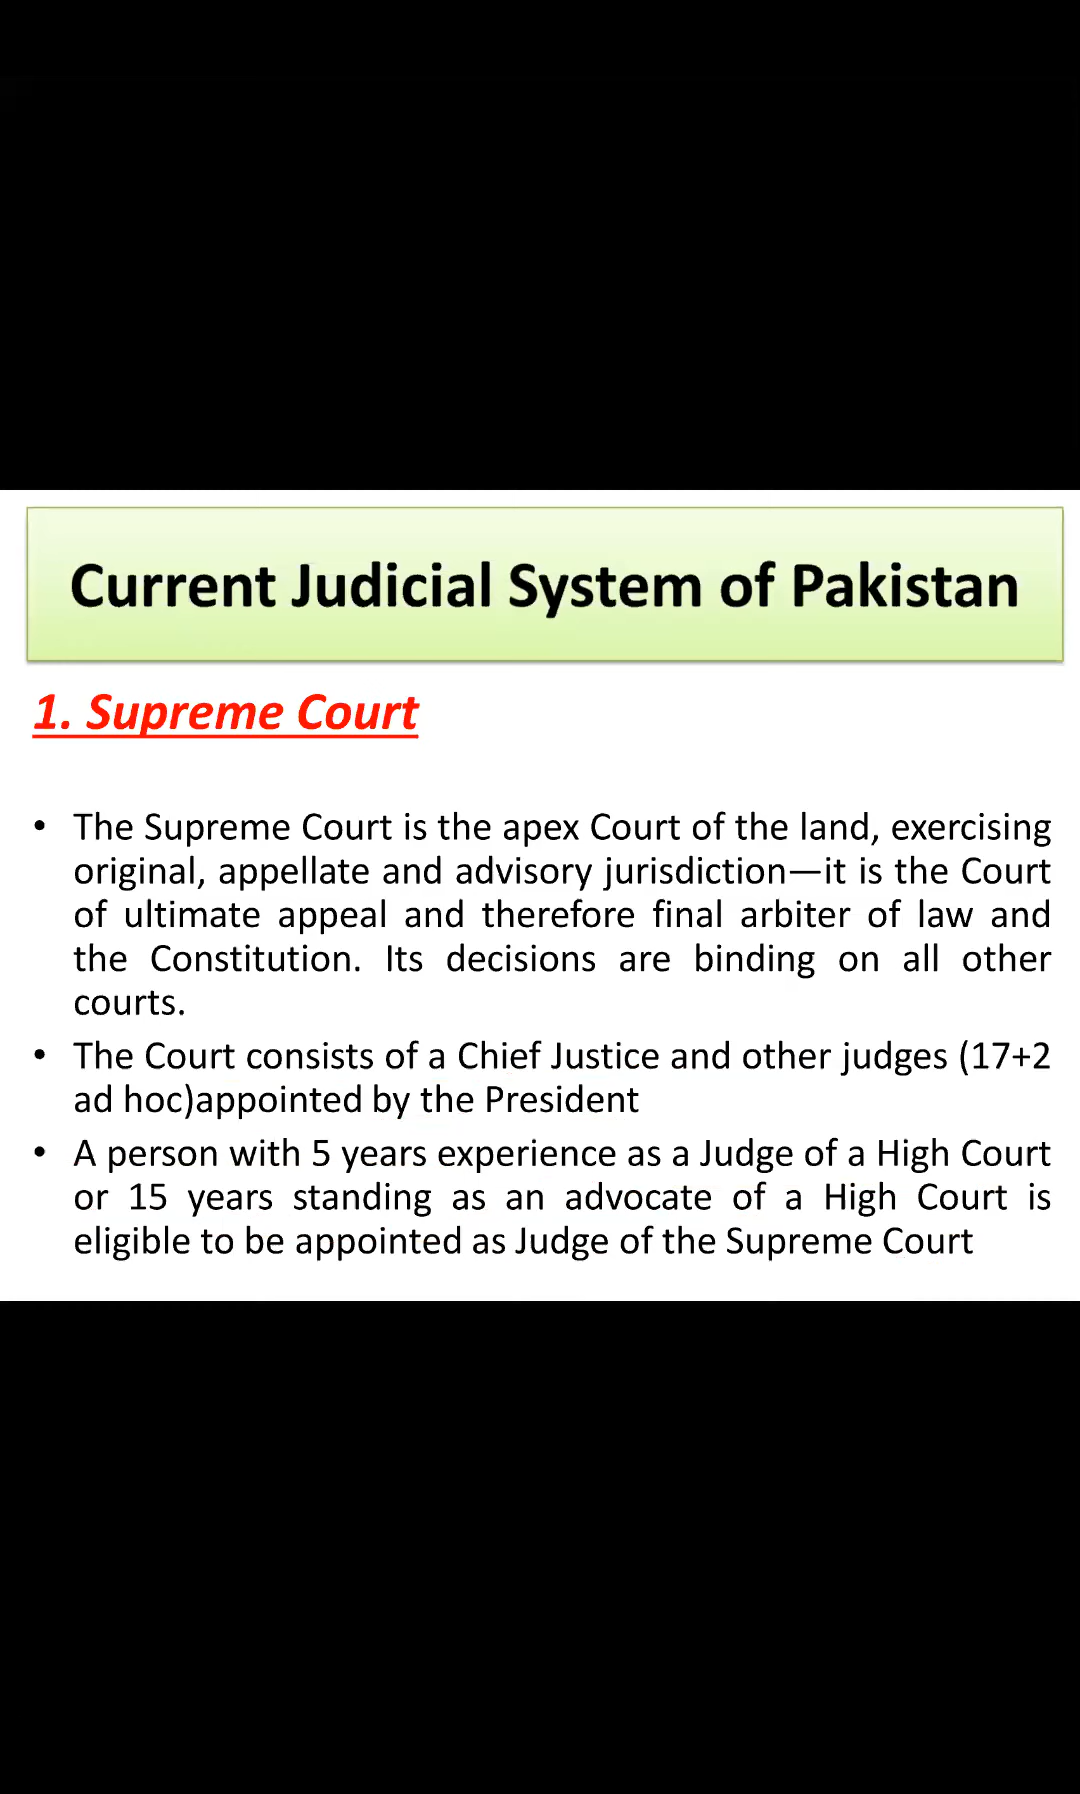 Current Judicial System of Pakistan
1. Supreme Court
• The Supreme Court is the apex Court of the land, exercising
original, appellate and advisory jurisdiction—it is the Court
of ultimate appeal and therefore final arbiter of law and
the Constitution. Its decisions are binding on all other
courts.
• The Court consists of a Chief Justice and other judges (17+2
ad hoc)appointed by the President
• A person with 5 years experience as a Judge of a High Court
or 15 years standing as an advocate of a High Court is
eligible to be appointed as Judge of the Supreme Court